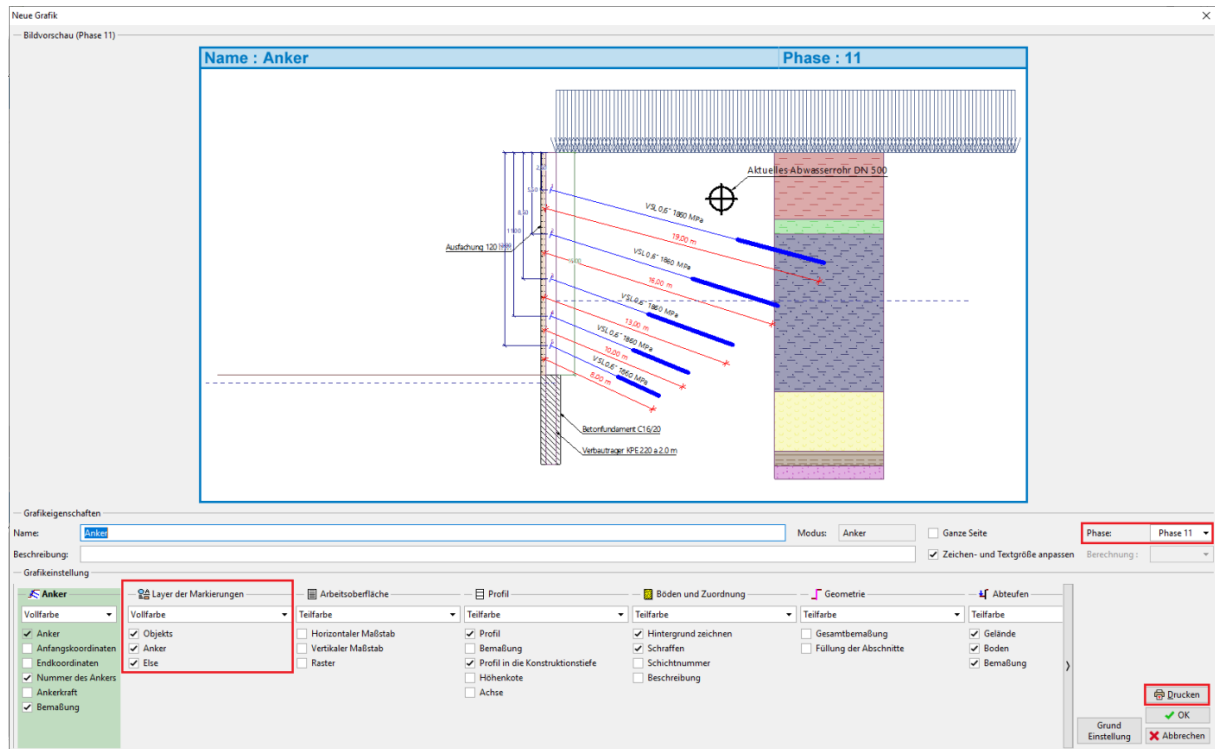 Neue Grafik
Bildvorschau (Phase 11)
Name : Anker Phase : 11
Aktuelles Abwasserrohr DN 500
VSL 0,6" 1860 MPa
19,00 m
Ausfachung 120
VSL 0,6" 1860 MPa
16,00 m
VSL 0,6" 1860 MPa
13,00 m
VSL 0,6" 1860 MPa
10,00 m
VSL 0,6" 1860 MPa
8,00 m
Betonfundament C16/20
Verbautrager KPE 220 a 2.0 m
Grafikeigenschaften
Name: Anker Modus: Anker Ganze Seite Phase: Phase 11
Beschreibung: Zeichen- und Textgröße anpassen Berechnung :
Grafikeinstellung
Anker Layer der Markierungen Arbeitsoberfläche Profil Böden und Zuordnung Geometrie Abteufen
Vollfarbe Vollfarbe Teilfarbe Teilfarbe Teilfarbe Teilfarbe Teilfarbe
Anker Objekts Horizontaler Maßstab Profil Hintergrund zeichnen Gesamtbemaßung Gelände
Anfangskoordinaten Anker Vertikaler Maßstab Bemaßung Schraffen Füllung der Abschnitte Boden
Endkoordinaten Else Raster Profil in die Konstruktionstiefe Schichtnummer Bemaßung
Nummer des Ankers Höhenkote Beschreibung
Ankerkraft Achse
Bemaßung
Drucken
OK
Grund Einstellung
Abbrechen